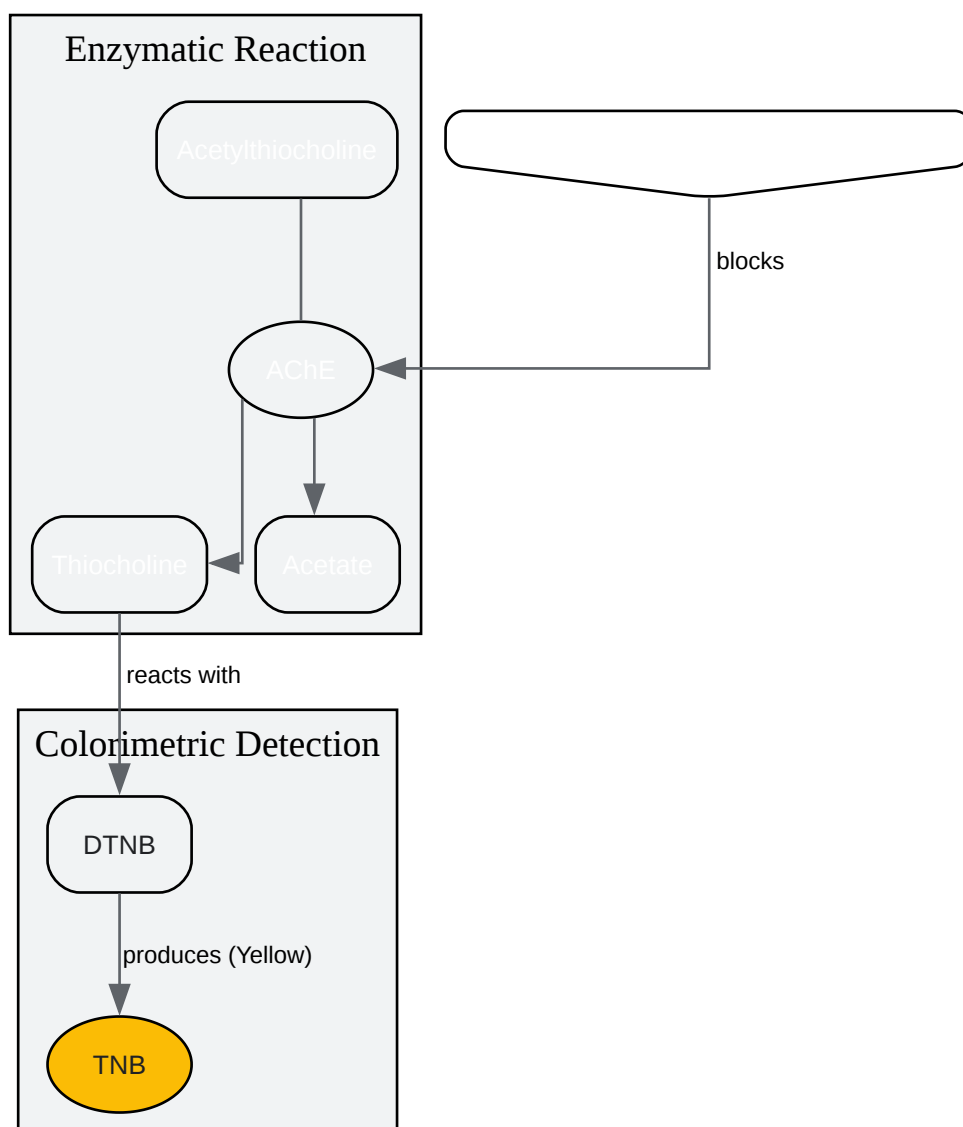 Enzymatic Reaction
Acetylthiocholine
blocks
AChE
Thiocholine
Acetate
reacts with
Colorimetric Detection
DTNB
produces (Yellow)
TNB